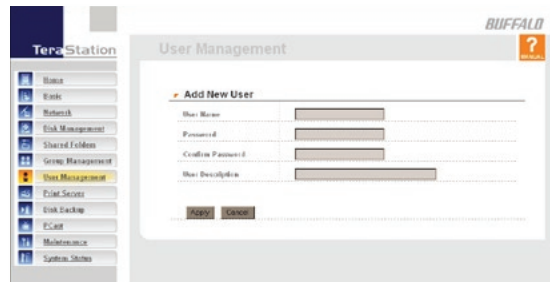 BUFFALO
TeraStation
User Management
MANUAL
Home
Basic
Network
Disk Management
Shared Folders
Group Management
User Management
Print Server
Disk Backup
PCast
Maintenance
System Status
Add New User
User Name
Password
Confirm Password
User Description
Apply
Cancel